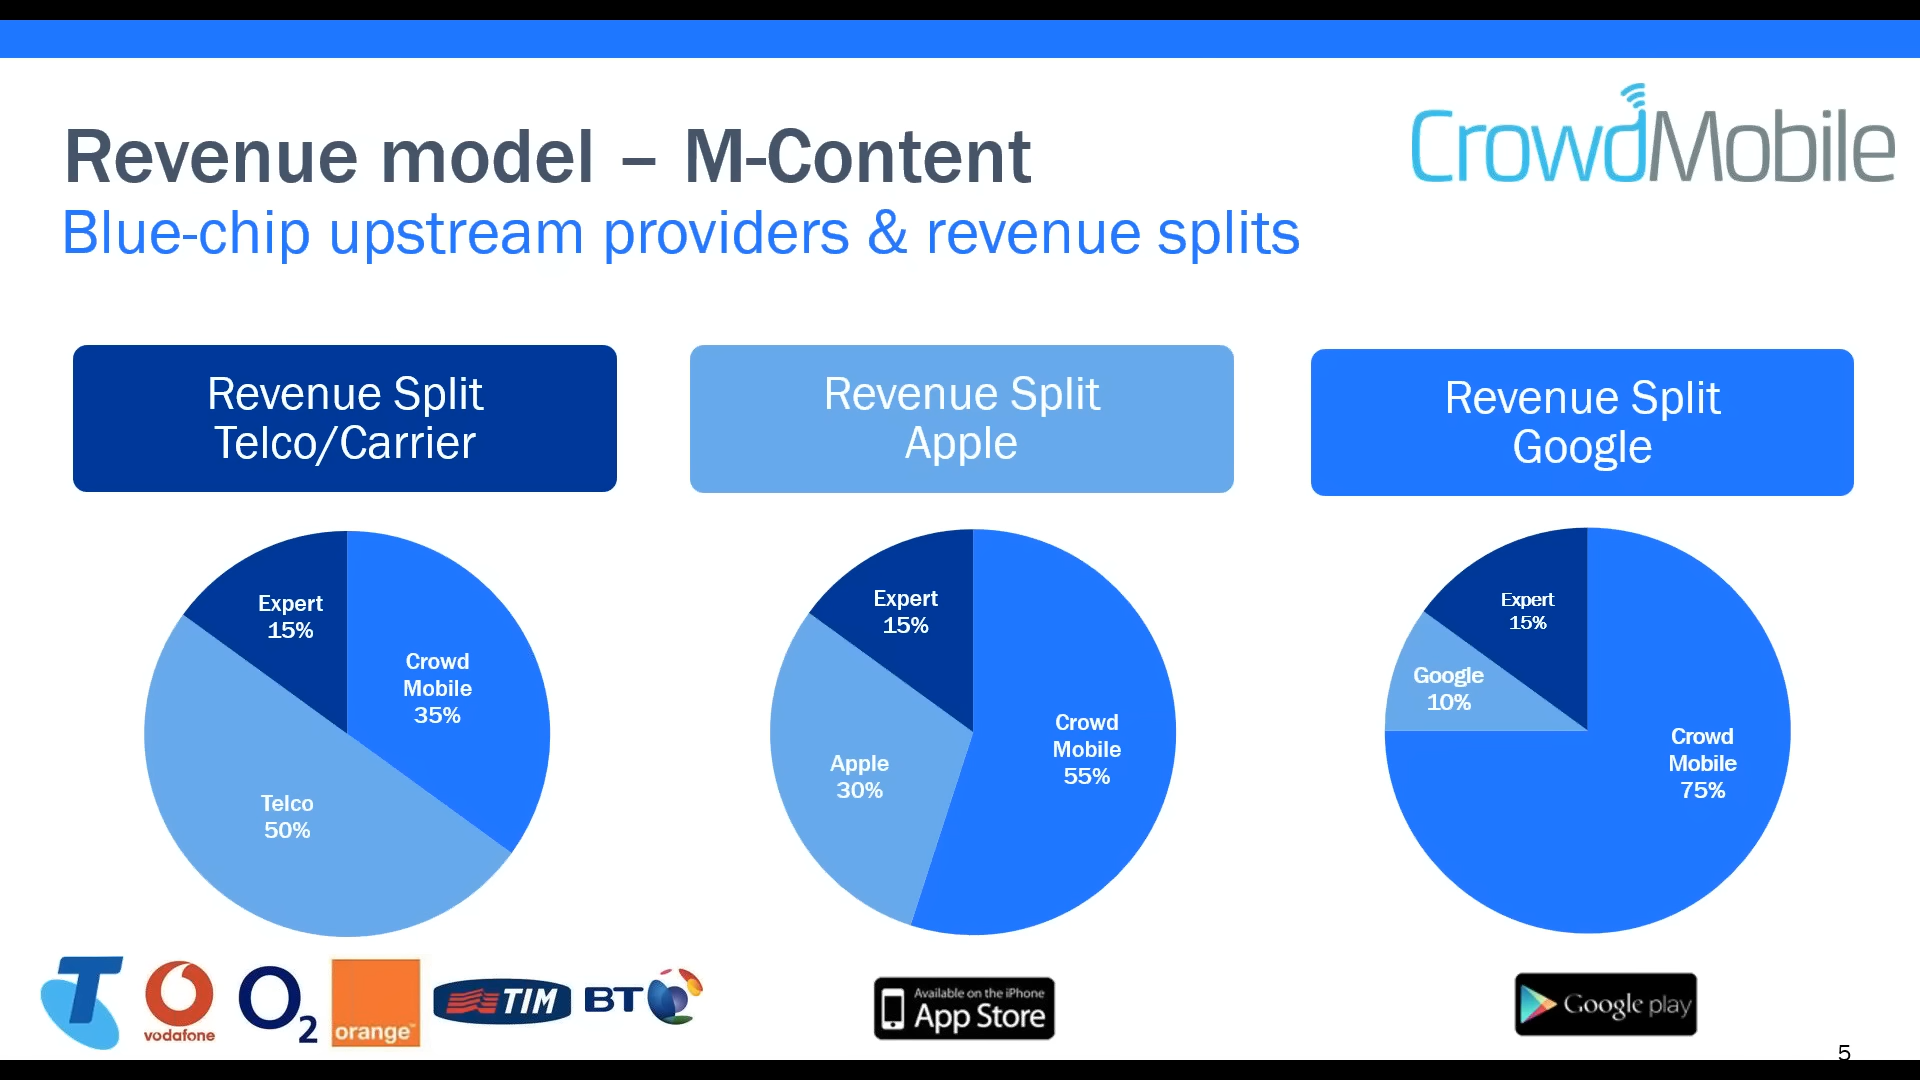 CrowdMobile
Revenue model – M-Content
Blue-chip upstream providers & revenue splits
Revenue Split
Telco/Carrier
Revenue Split
Apple
Revenue Split
Google
Expert
15%
Crowd
Mobile
35%
Telco
50%
Expert
15%
Crowd
Mobile
55%
Apple
30%
Expert
15%
Google
10%
Crowd
Mobile
75%
T
vodafone
O2
orange™
TIM
BT
Available on the iPhone
App Store
Google play
5